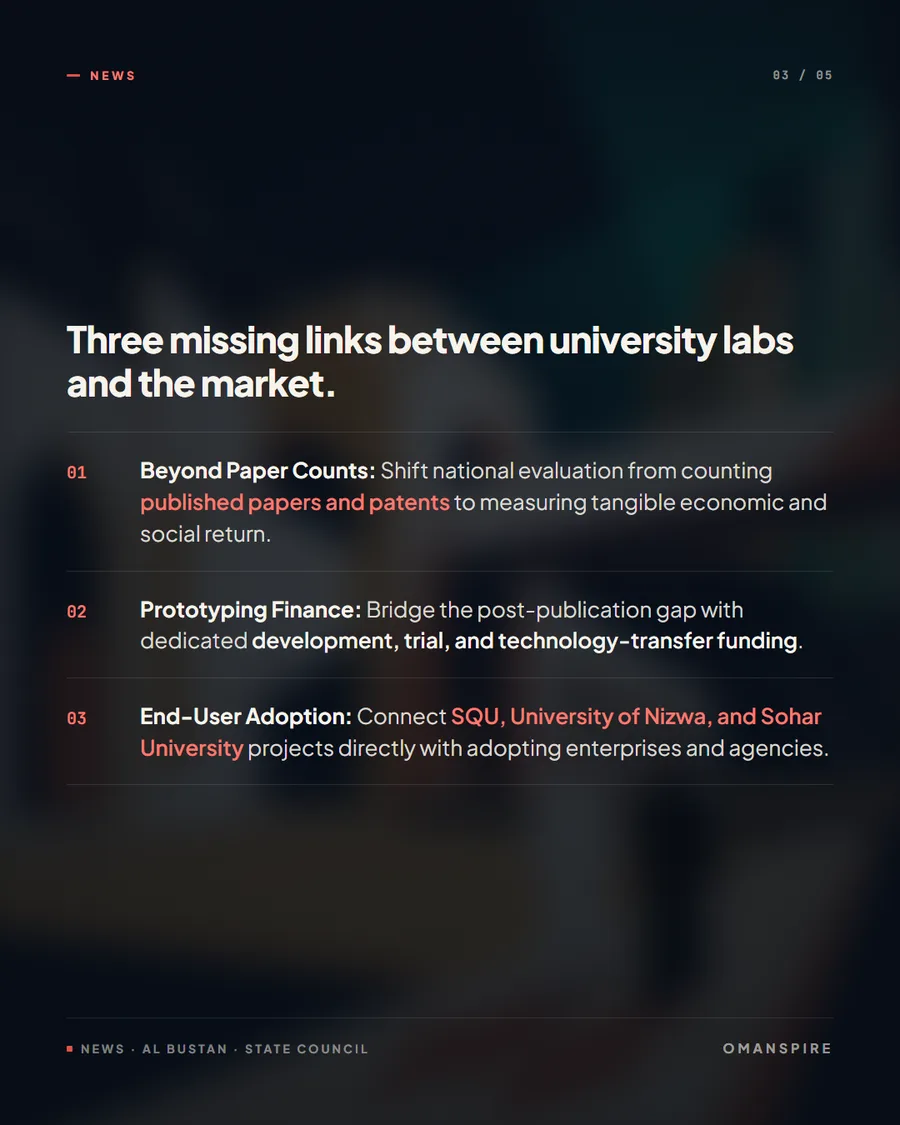 — NEWS
03 / 05
Three missing links between university labs
and the market.
01
Beyond Paper Counts: Shift national evaluation from counting
published papers and patents to measuring tangible economic and
social return.
02
Prototyping Finance: Bridge the post-publication gap with
dedicated development, trial, and technology-transfer funding.
03
End-User Adoption: Connect SQU, University of Nizwa, and Sohar
University projects directly with adopting enterprises and agencies.
NEWS · AL BUSTAN · STATE COUNCIL
OMANSPIRE